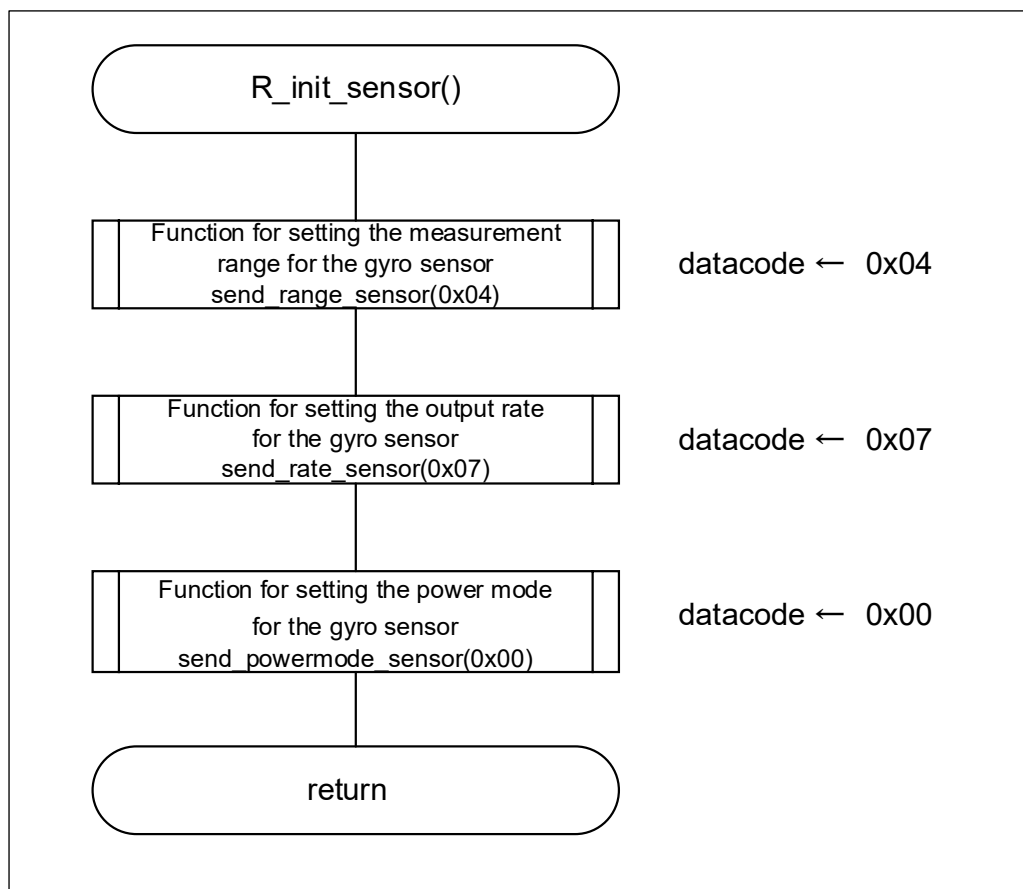 R_init_sensor()
Function for setting the measurement
range for the gyro sensor
send_range_sensor(0x04)
datacode ← 0x04
Function for setting the output rate
for the gyro sensor
send_rate_sensor(0x07)
datacode ← 0x07
Function for setting the power mode
for the gyro sensor
send_powermode_sensor(0x00)
datacode ← 0x00
return